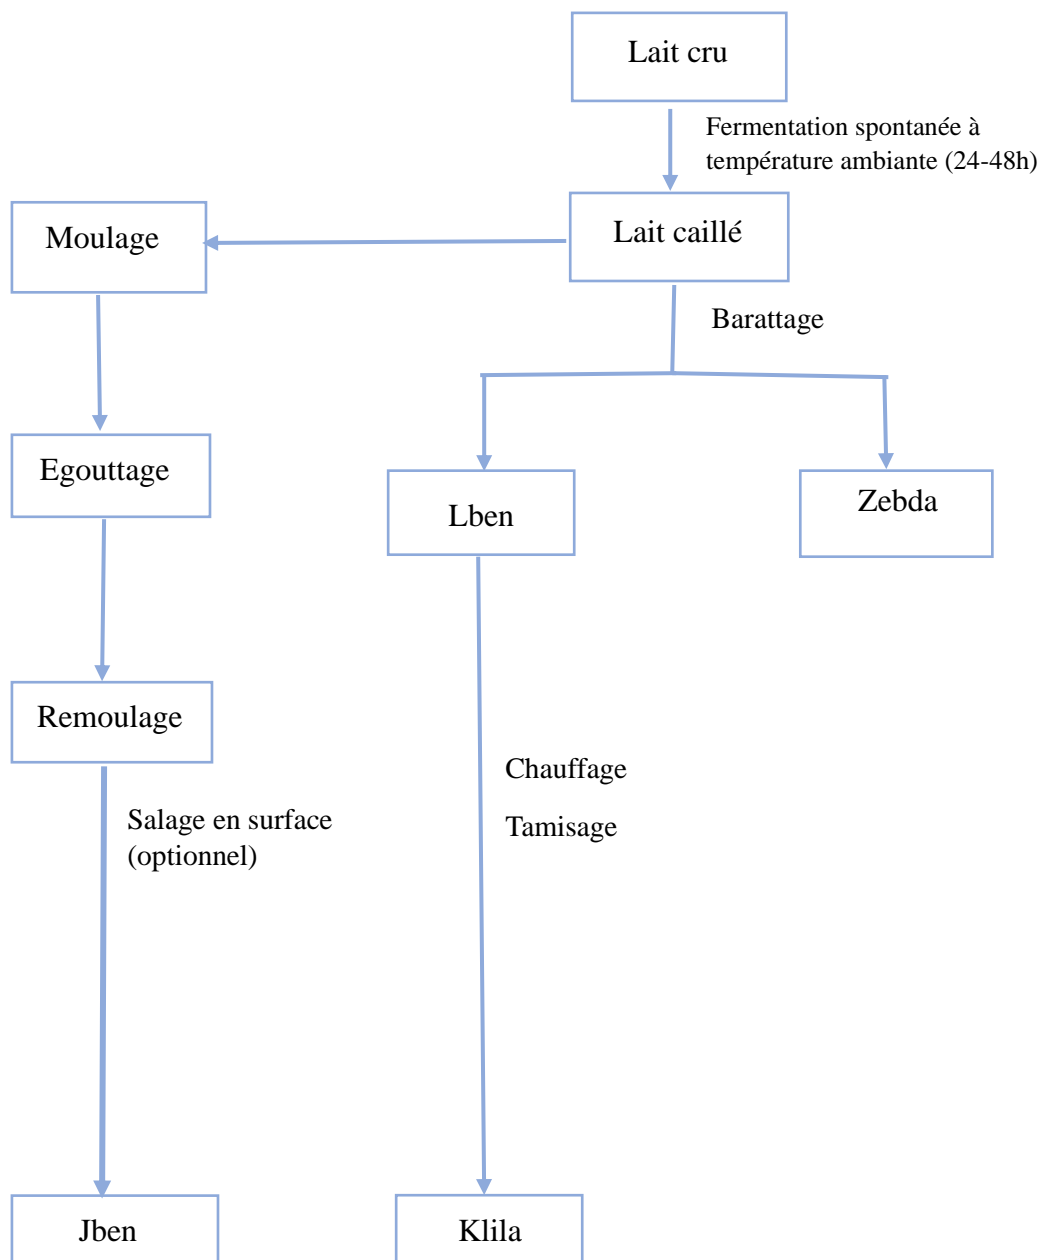 Lait cru
Fermentation spontanée à
température ambiante (24-48h)
Moulage
Lait caillé
Barattage
Egouttage
Lben
Zebda
Remoulage
Chauffage
Tamisage
Salage en surface
(optionnel)
Jben
Klila